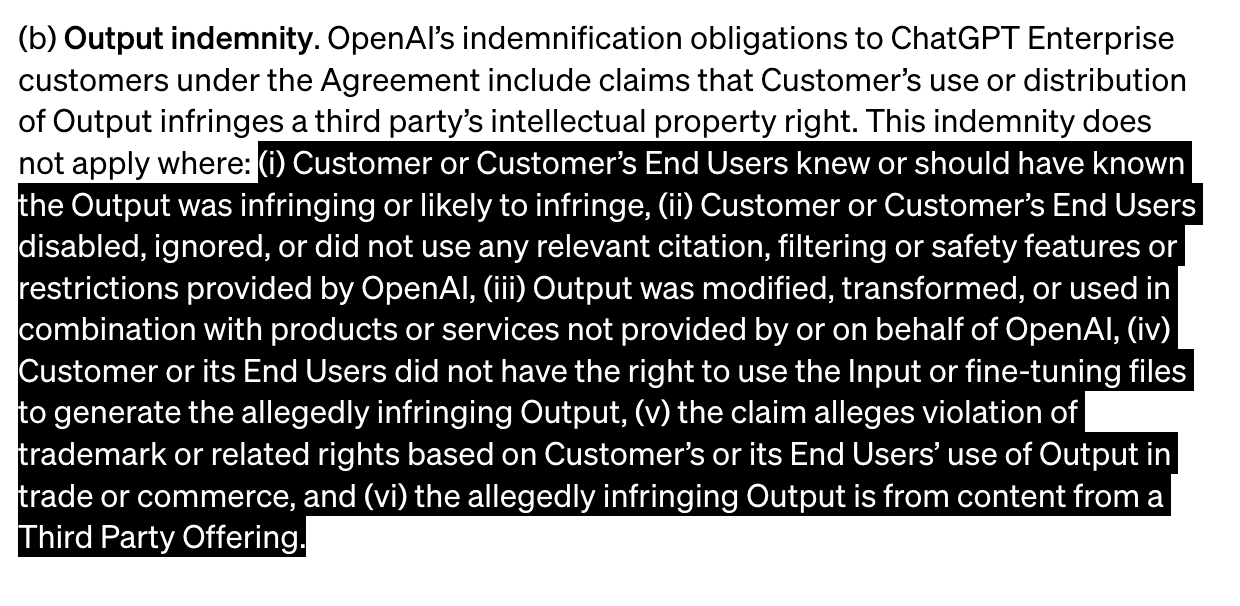 (b) Output indemnity. OpenAI’s indemnification obligations to ChatGPT Enterprise
customers under the Agreement include claims that Customer’s use or distribution
of Output infringes a third party’s intellectual property right. This indemnity does
not apply where: (i) Customer or Customer’s End Users knew or should have known
the Output was infringing or likely to infringe, (ii) Customer or Customer’s End Users
disabled, ignored, or did not use any relevant citation, filtering or safety features or
restrictions provided by OpenAI, (iii) Output was modified, transformed, or used in
combination with products or services not provided by or on behalf of OpenAI, (iv)
Customer or its End Users did not have the right to use the Input or fine-tuning files
to generate the allegedly infringing Output, (v) the claim alleges violation of
trademark or related rights based on Customer’s or its End Users’ use of Output in
trade or commerce, and (vi) the allegedly infringing Output is from content from a
Third Party Offering.